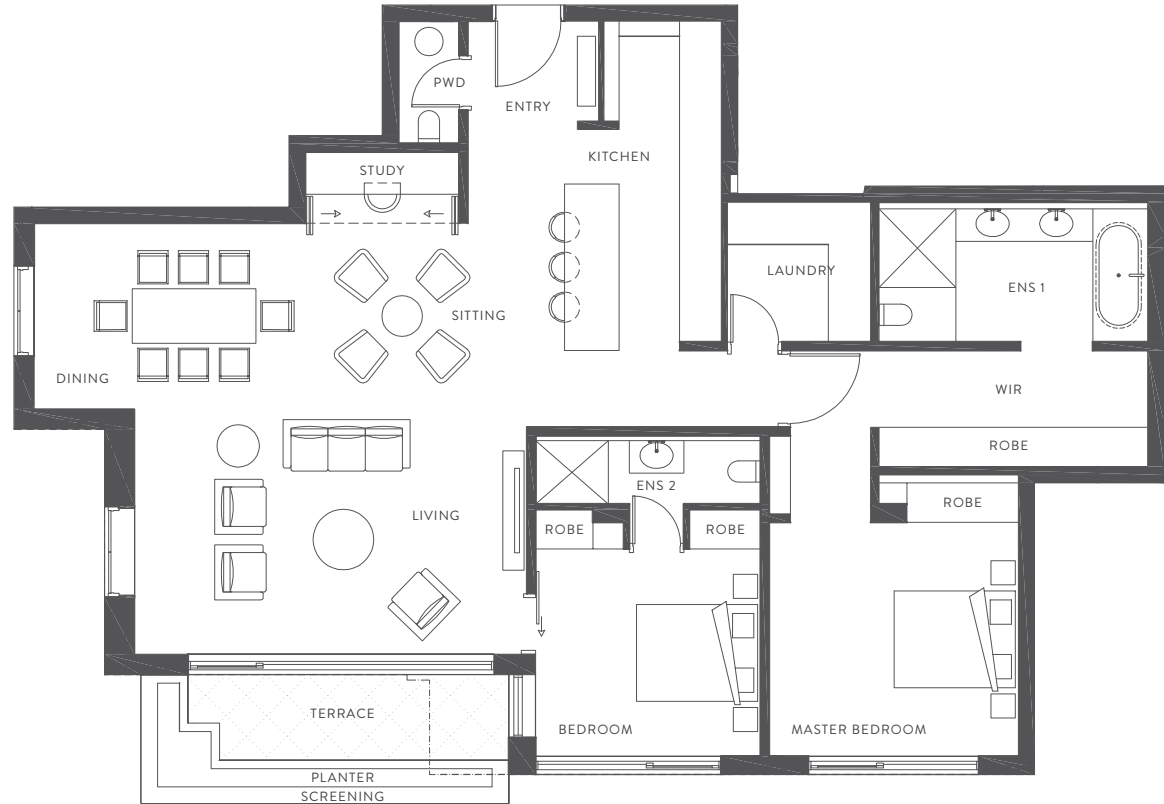 PWD
ENTRY
KITCHEN
STUDY
LAUNDRY
ENS 1
SITTING
DINING
WIR
ROBE
ENS 2
LIVING
ROBE
ROBE
ROBE
TERRACE
BEDROOM
MASTER BEDROOM
PLANTER
SCREENING